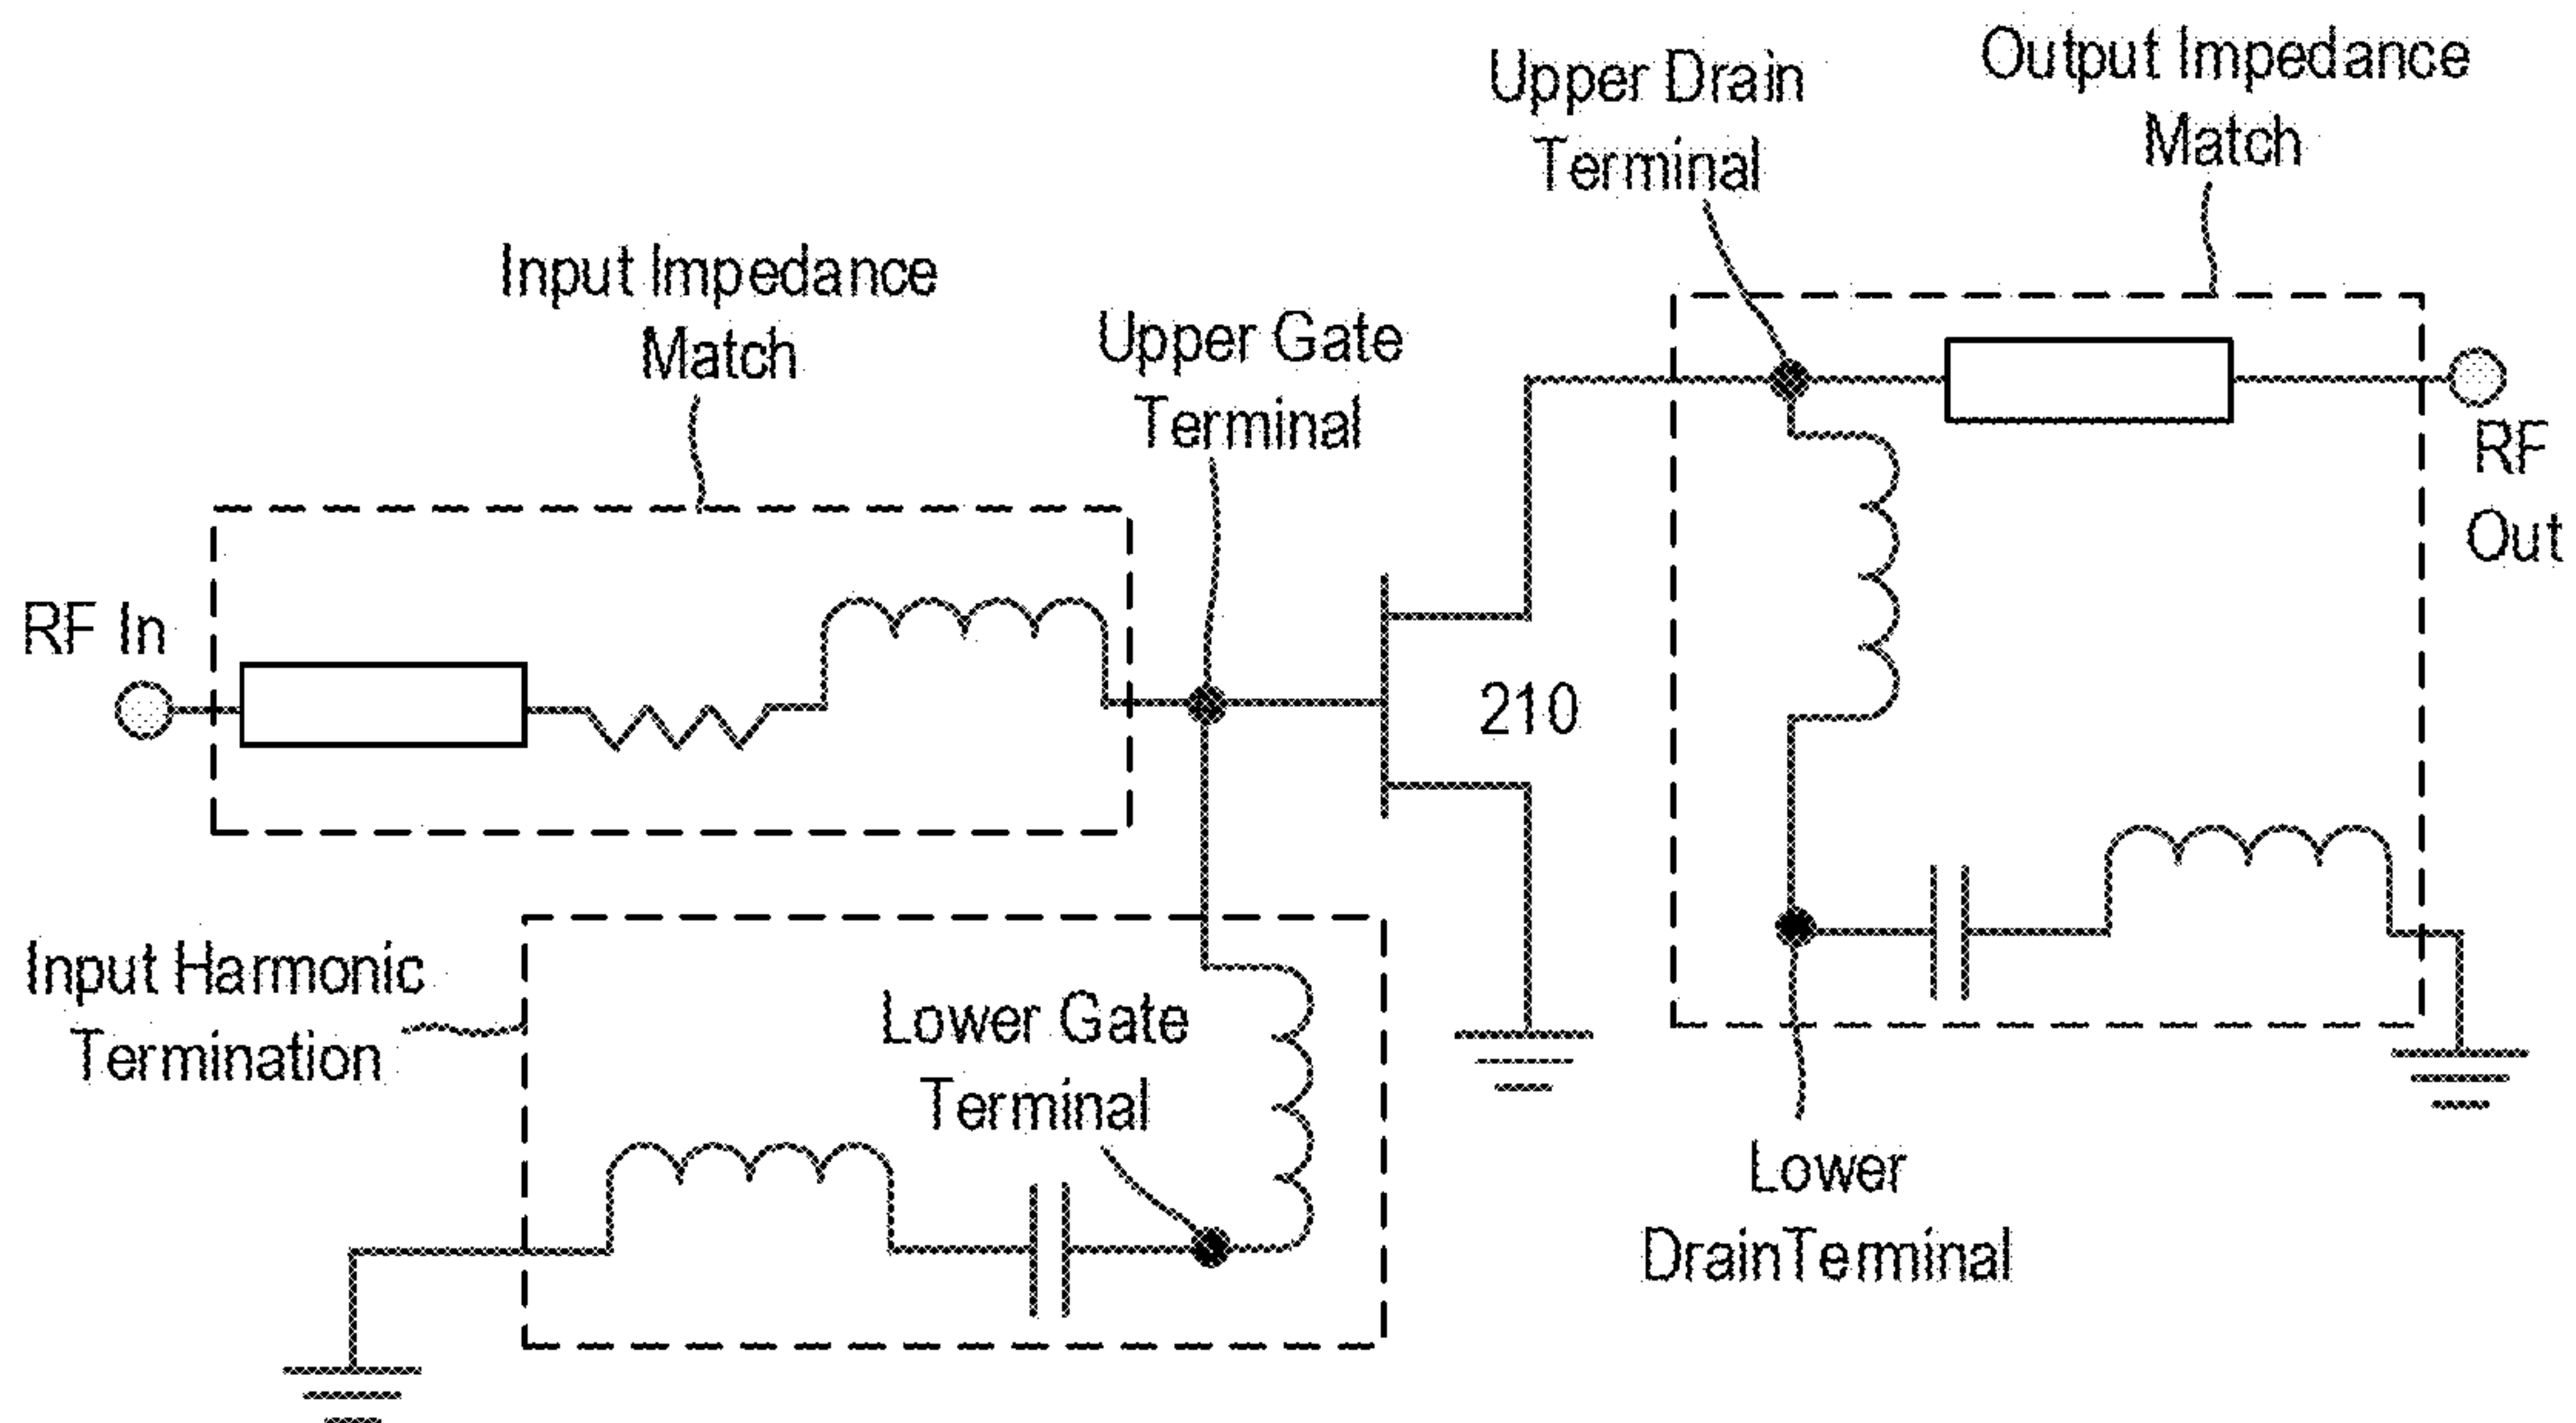 Upper Drain
Terminal
Output Impedance
Match
Input Impedance
Match
Upper Gate
Terminal
RF In
RF
Out
210
Input Harmonic
Termination
Lower Gate
Terminal
Lower
DrainTerminal